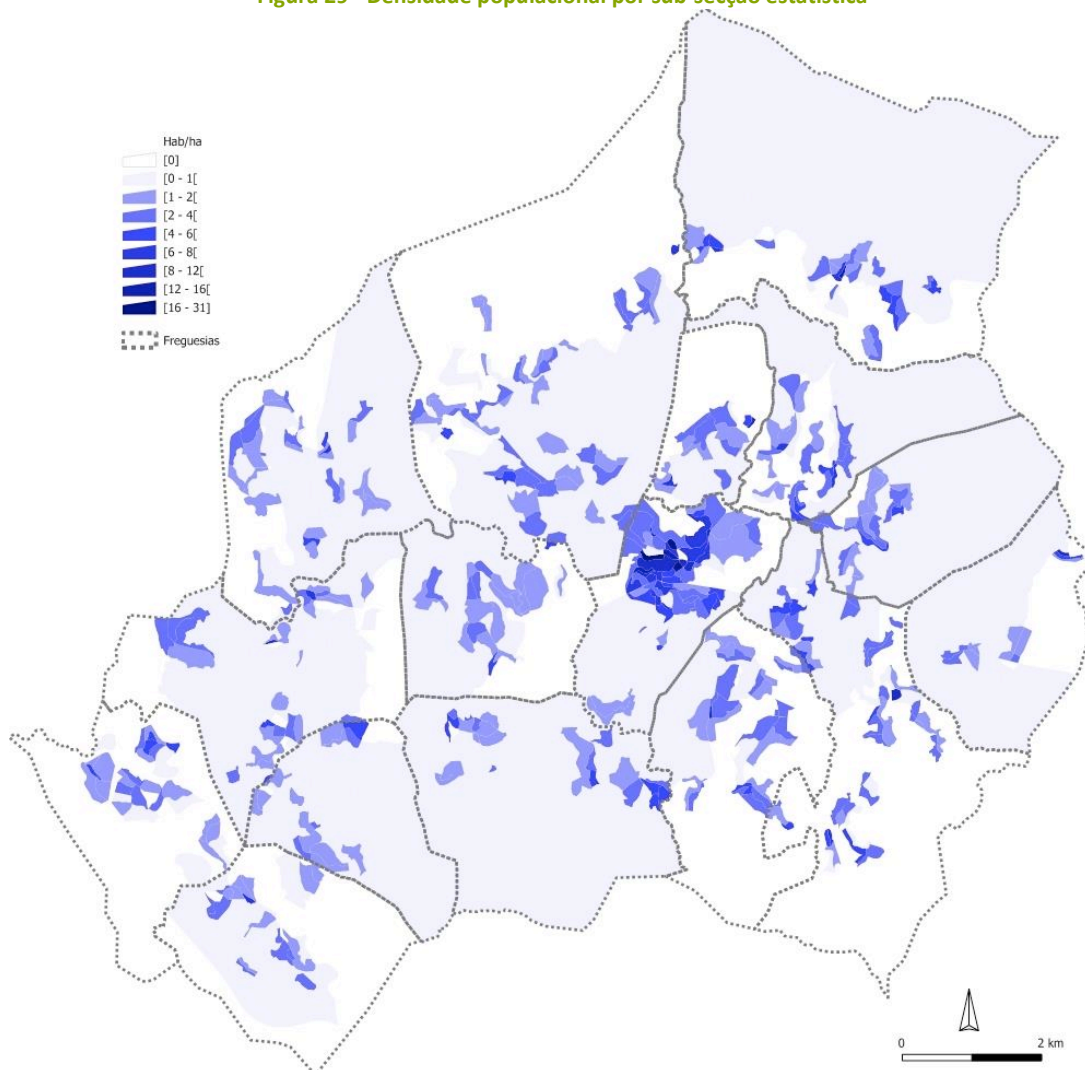 Figura 29 - Densidade populacional por sub-secção estatística
Hab/ha
[0]
[0 - 1[
[1 - 2[
[2 - 4[
[4 - 6[
[6 - 8[
[8 - 12[
[12 - 16[
[16 - 31]
Freguesias
0 2 km